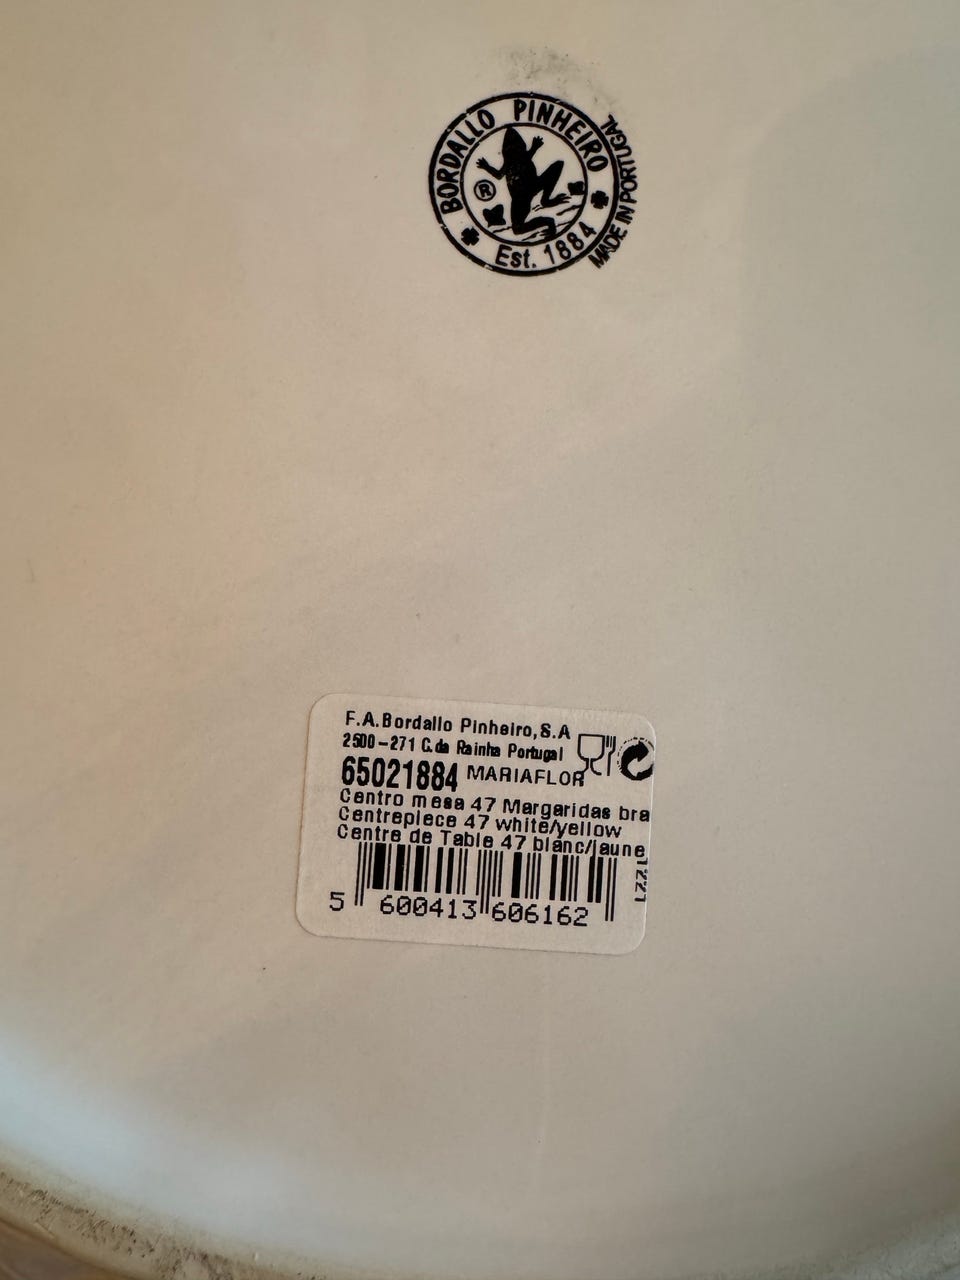 BORDALLO PINHEIRO
®
Est. 1884
MADE IN PORTUGAL
F.A.Bordallo Pinheiro,S.A
2500-271 C.da Rainha Portugal
65021884 MARIAFLOR
Centro mesa 47 Margaridas bra
Centrepiece 47 white/yellow
Centre de Table 47 blanc/jaune
1221
5 600413 606162